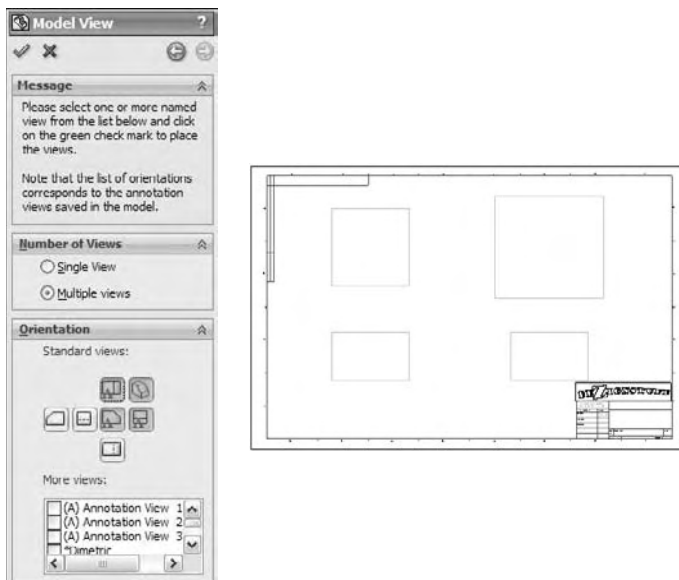 Model View ?
Message
Please select one or more named
view from the list below and click
on the green check mark to place
the views.
Note that the list of orientations
corresponds to the annotation
views saved in the model.
Number of Views
Single View
Multiple views
Orientation
Standard views:
More views:
(A) Annotation View 1
(A) Annotation View 2
(A) Annotation View 3
*Dimetric